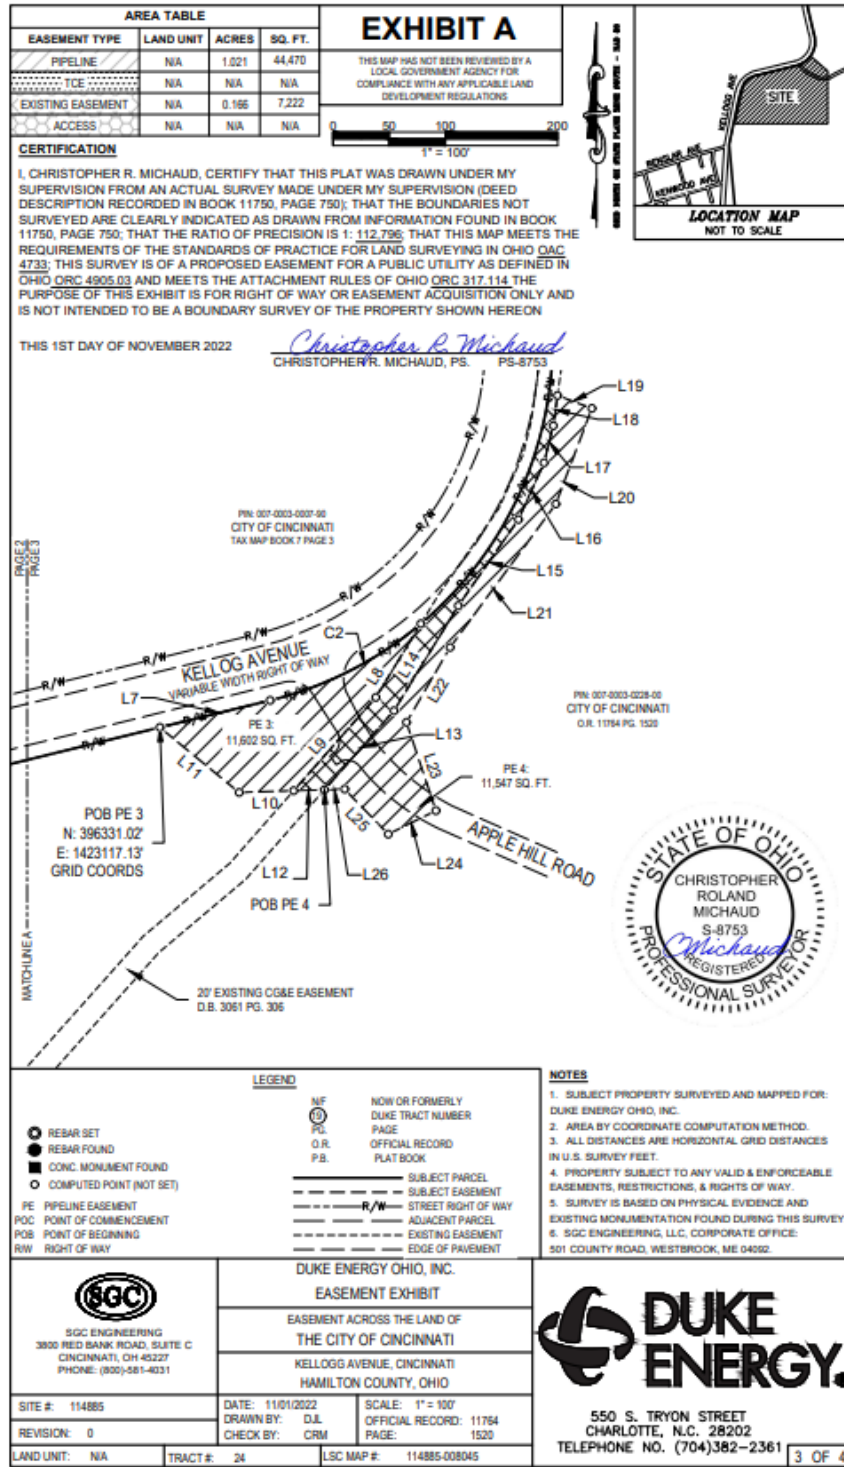 AREA TABLE
EASEMENT TYPE LAND UNIT ACRES SQ. FT.
PIPELINE N/A 1.021 44,470
TCE N/A N/A N/A
EXISTING EASEMENT N/A 0.166 7,222
ACCESS N/A N/A N/A
EXHIBIT A
THIS MAP HAS NOT BEEN REVIEWED BY A
LOCAL GOVERNMENT AGENCY FOR
COMPLIANCE WITH ANY APPLICABLE LAND
DEVELOPMENT REGULATIONS
0 50 100 200
1" = 100'
KELLOGG AVE
SITE
KENWOOD AVE
LOCATION MAP
NOT TO SCALE
CERTIFICATION
I, CHRISTOPHER R. MICHAUD, CERTIFY THAT THIS PLAT WAS DRAWN UNDER MY
SUPERVISION FROM AN ACTUAL SURVEY MADE UNDER MY SUPERVISION (DEED
DESCRIPTION RECORDED IN BOOK 11750, PAGE 750); THAT THE BOUNDARIES NOT
SURVEYED ARE CLEARLY INDICATED AS DRAWN FROM INFORMATION FOUND IN BOOK
11750, PAGE 750; THAT THE RATIO OF PRECISION IS 1: 112,796; THAT THIS MAP MEETS THE
REQUIREMENTS OF THE STANDARDS OF PRACTICE FOR LAND SURVEYING IN OHIO OAC
4733; THIS SURVEY IS OF A PROPOSED EASEMENT FOR A PUBLIC UTILITY AS DEFINED IN
OHIO ORC 4905.03 AND MEETS THE ATTACHMENT RULES OF OHIO ORC 317.114 THE
PURPOSE OF THIS EXHIBIT IS FOR RIGHT OF WAY OR EASEMENT ACQUISITION ONLY AND
IS NOT INTENDED TO BE A BOUNDARY SURVEY OF THE PROPERTY SHOWN HEREON
THIS 1ST DAY OF NOVEMBER 2022
Christopher R. Michaud
CHRISTOPHER R. MICHAUD, PS. PS-8753
L19
L18
L17
L20
L16
L15
L21
PIN: 007-0003-0007-90
CITY OF CINCINNATI
TAX MAP BOOK 7 PAGE 3
PAGE 2
PAGE 3
R/W
R/W
R/W
R/W
R/W
R/W
R/W
R/W
R/W
R/W
R/W
R/W
R/W
C2
KELLOG AVENUE
VARIABLE WIDTH RIGHT OF WAY
L7
L8
L14
L22
PIN: 007-0003-0228-00
CITY OF CINCINNATI
O.R. 11764 PG. 1520
PE 3:
11,602 SQ. FT.
L9
L13
L11
L23
PE 4:
11,547 SQ. FT.
L10
L25
POB PE 3
N: 396331.02'
E: 1423117.13'
GRID COORDS
APPLE HILL ROAD
L12
L26
L24
POB PE 4
STATE OF OHIO
CHRISTOPHER
ROLAND
MICHAUD
S-8753
CMichaud
REGISTERED
PROFESSIONAL SURVEYOR
MATCHLINE A
20' EXISTING CG&E EASEMENT
D.B. 3061 PG. 306
LEGEND
REBAR SET
REBAR FOUND
CONC. MONUMENT FOUND
COMPUTED POINT (NOT SET)
PE PIPELINE EASEMENT
POC POINT OF COMMENCEMENT
POB POINT OF BEGINNING
R/W RIGHT OF WAY
N/F NOW OR FORMERLY
19 DUKE TRACT NUMBER
PG. PAGE
O.R. OFFICIAL RECORD
P.B. PLAT BOOK
SUBJECT PARCEL
SUBJECT EASEMENT
R/W STREET RIGHT OF WAY
ADJACENT PARCEL
EXISTING EASEMENT
EDGE OF PAVEMENT
NOTES
1. SUBJECT PROPERTY SURVEYED AND MAPPED FOR:
DUKE ENERGY OHIO, INC.
2. AREA BY COORDINATE COMPUTATION METHOD.
3. ALL DISTANCES ARE HORIZONTAL GRID DISTANCES
IN U.S. SURVEY FEET.
4. PROPERTY SUBJECT TO ANY VALID & ENFORCEABLE
EASEMENTS, RESTRICTIONS, & RIGHTS OF WAY.
5. SURVEY IS BASED ON PHYSICAL EVIDENCE AND
EXISTING MONUMENTATION FOUND DURING THIS SURVEY
6. SGC ENGINEERING, LLC, CORPORATE OFFICE:
501 COUNTY ROAD, WESTBROOK, ME 04092.
SGC
SGC ENGINEERING
3800 RED BANK ROAD, SUITE C
CINCINNATI, OH 45227
PHONE: (800)-581-4031
DUKE ENERGY OHIO, INC.
EASEMENT EXHIBIT
EASEMENT ACROSS THE LAND OF
THE CITY OF CINCINNATI
KELLOGG AVENUE, CINCINNATI
HAMILTON COUNTY, OHIO
SITE #: 114885
REVISION: 0
DATE: 11/01/2022
DRAWN BY: DJL
CHECK BY: CRM
SCALE: 1" = 100'
OFFICIAL RECORD: 11764
PAGE: 1520
LAND UNIT: N/A TRACT #: 24 LSC MAP #: 114885-008045
DUKE
ENERGY
550 S. TRYON STREET
CHARLOTTE, N.C. 28202
TELEPHONE NO. (704)382-2361
3 OF 4